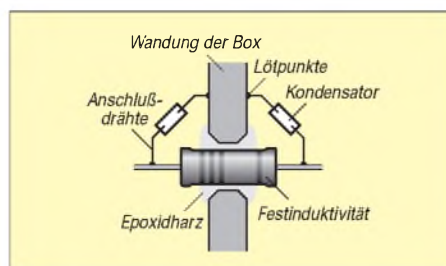 Wandung der Box
Lötpunkte
Kondensator
Anschluß-
drähte
Epoxidharz
Festinduktivität